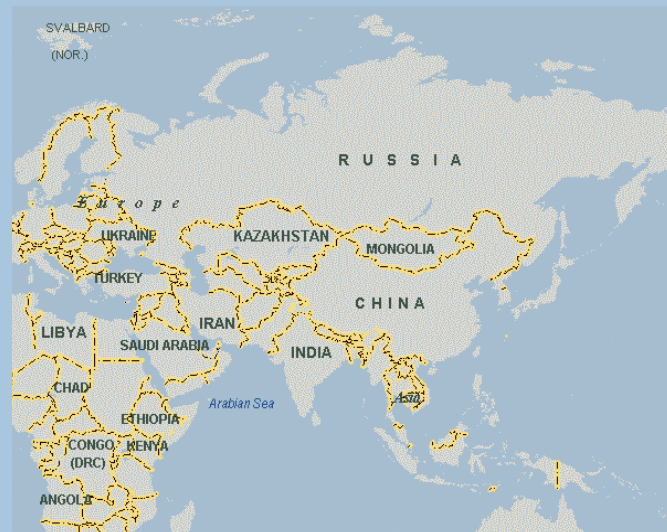 SVALBARD
(NOR.)
RUSSIA
Europe
UKRAINE
KAZAKHSTAN
MONGOLIA
TURKEY
CHINA
IRAN
LIBYA
SAUDI ARABIA
INDIA
CHAD
Asia
Arabian Sea
ETHIOPIA
CONGO
(DRC)
KENYA
ANGOLA